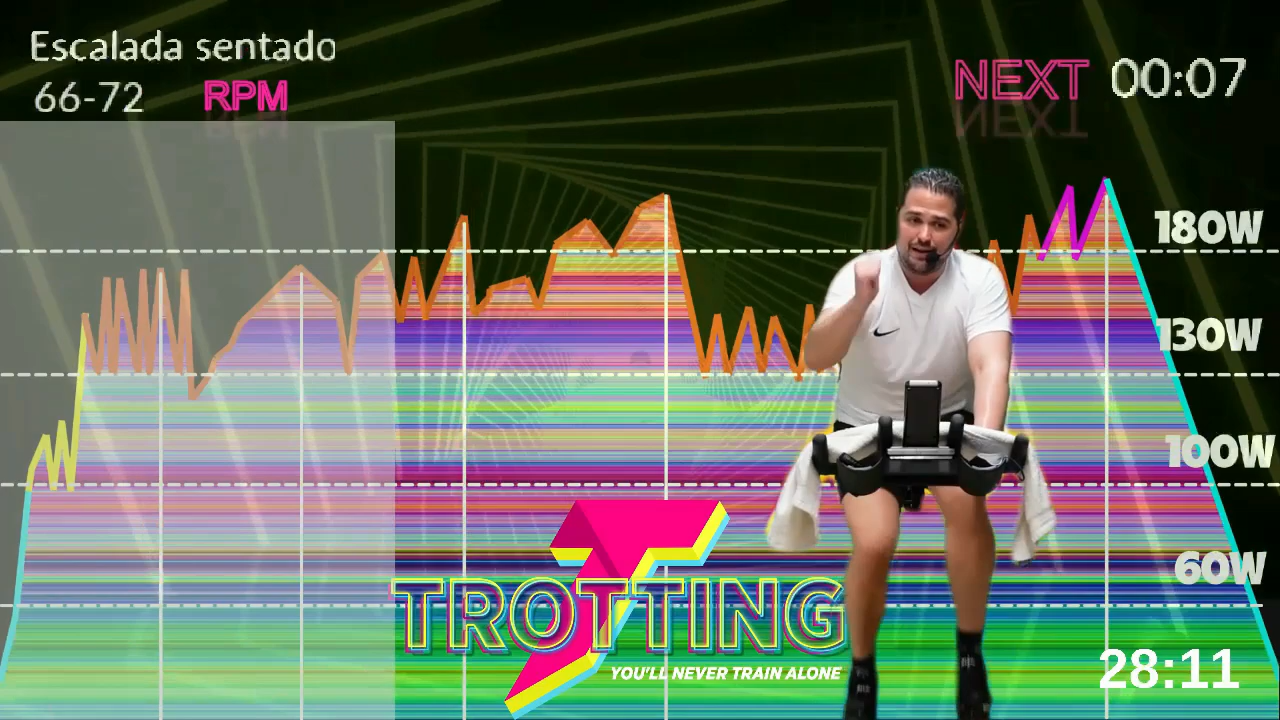 Escalada sentado
66-72 RPM
NEXT 00:07
180W
130W
100W
60W
TROTTING
YOU'LL NEVER TRAIN ALONE
28:11